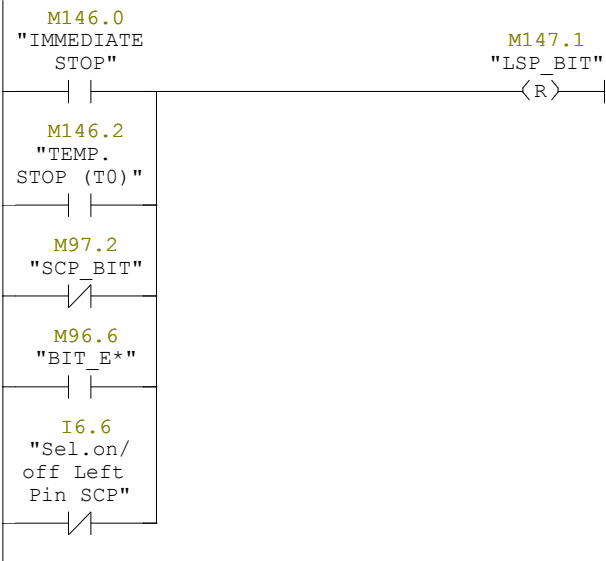 M146.0
"IMMEDIATE
STOP"
M147.1
"LSP_BIT"
R
M146.2
"TEMP.
STOP (T0)"
M97.2
"SCP_BIT"
M96.6
"BIT_E*"
I6.6
"Sel.on/
off Left
Pin SCP"